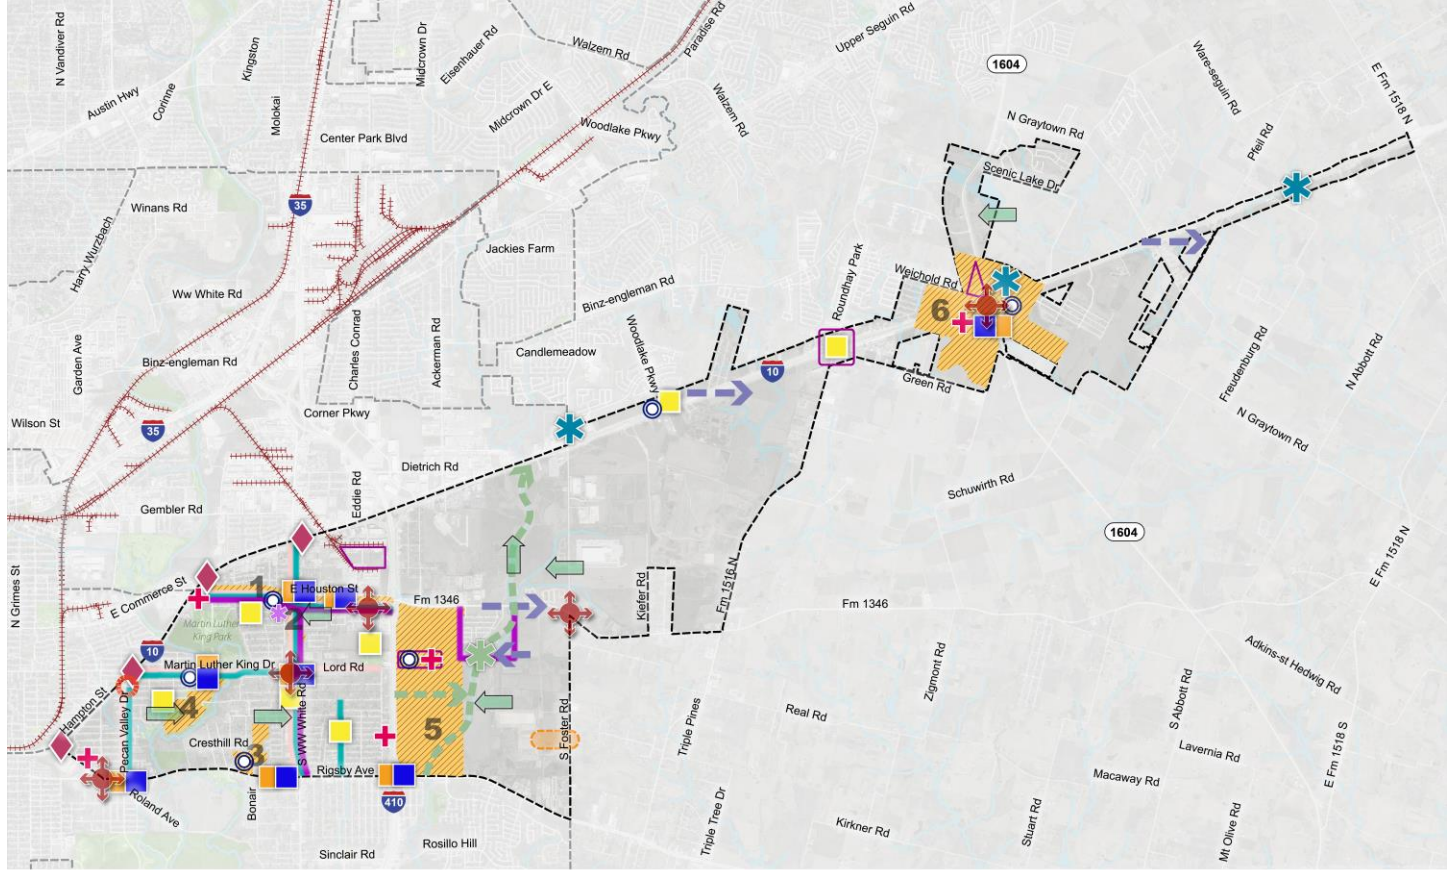 N Vandiver Rd
Austin Hwy
Corinne
Kingston
Molokai
Midcrown Dr
Eisenhauer Rd
Midcrown Dr E
Walzem Rd
Paradise Rd
Upper Seguin Rd
1604
Ware-seguin Rd
E Fm 1518 N
Center Park Blvd
Woodlake Pkwy
Walzem Rd
N Graytown Rd
Pfeil Rd
Scenic Lake Dr
35
Winans Rd
Harry Wurzbach
Jackies Farm
Ww White Rd
Binz-engleman Rd
Roundhay Park
Weichold Rd
6
Garden Ave
Binz-engleman Rd
Charles Conrad
Ackerman Rd
Candlemeadow
Woodlake Pkwy
10
Green Rd
Freudenburg Rd
N Abbott Rd
Wilson St
35
Corner Pkwy
N Graytown Rd
Dietrich Rd
Eddie Rd
Gembler Rd
Schuwirth Rd
1604
N Grimes St
E Commerce St
1
E Houston St
2
Fm 1346
Kiefer Rd
Fm 1516 N
Fm 1346
E Fm 1518 N
Martin Luther
King Park
10
Martin Luther King Dr
Lord Rd
Zigmont Rd
Adkins-st Hedwig Rd
S Abbott Rd
Hampton St
Pecan Valley Dr
4
S WW White Rd
5
S Foster Rd
Triple Pines
Real Rd
Cresthill Rd
3
Lavernia Rd
E Fm 1518 S
Rigsby Ave
Macaway Rd
Roland Ave
Bonair
410
Triple Tree Dr
Kirkner Rd
Stuart Rd
Mt Olive Rd
Sinclair Rd
Rosillo Hill